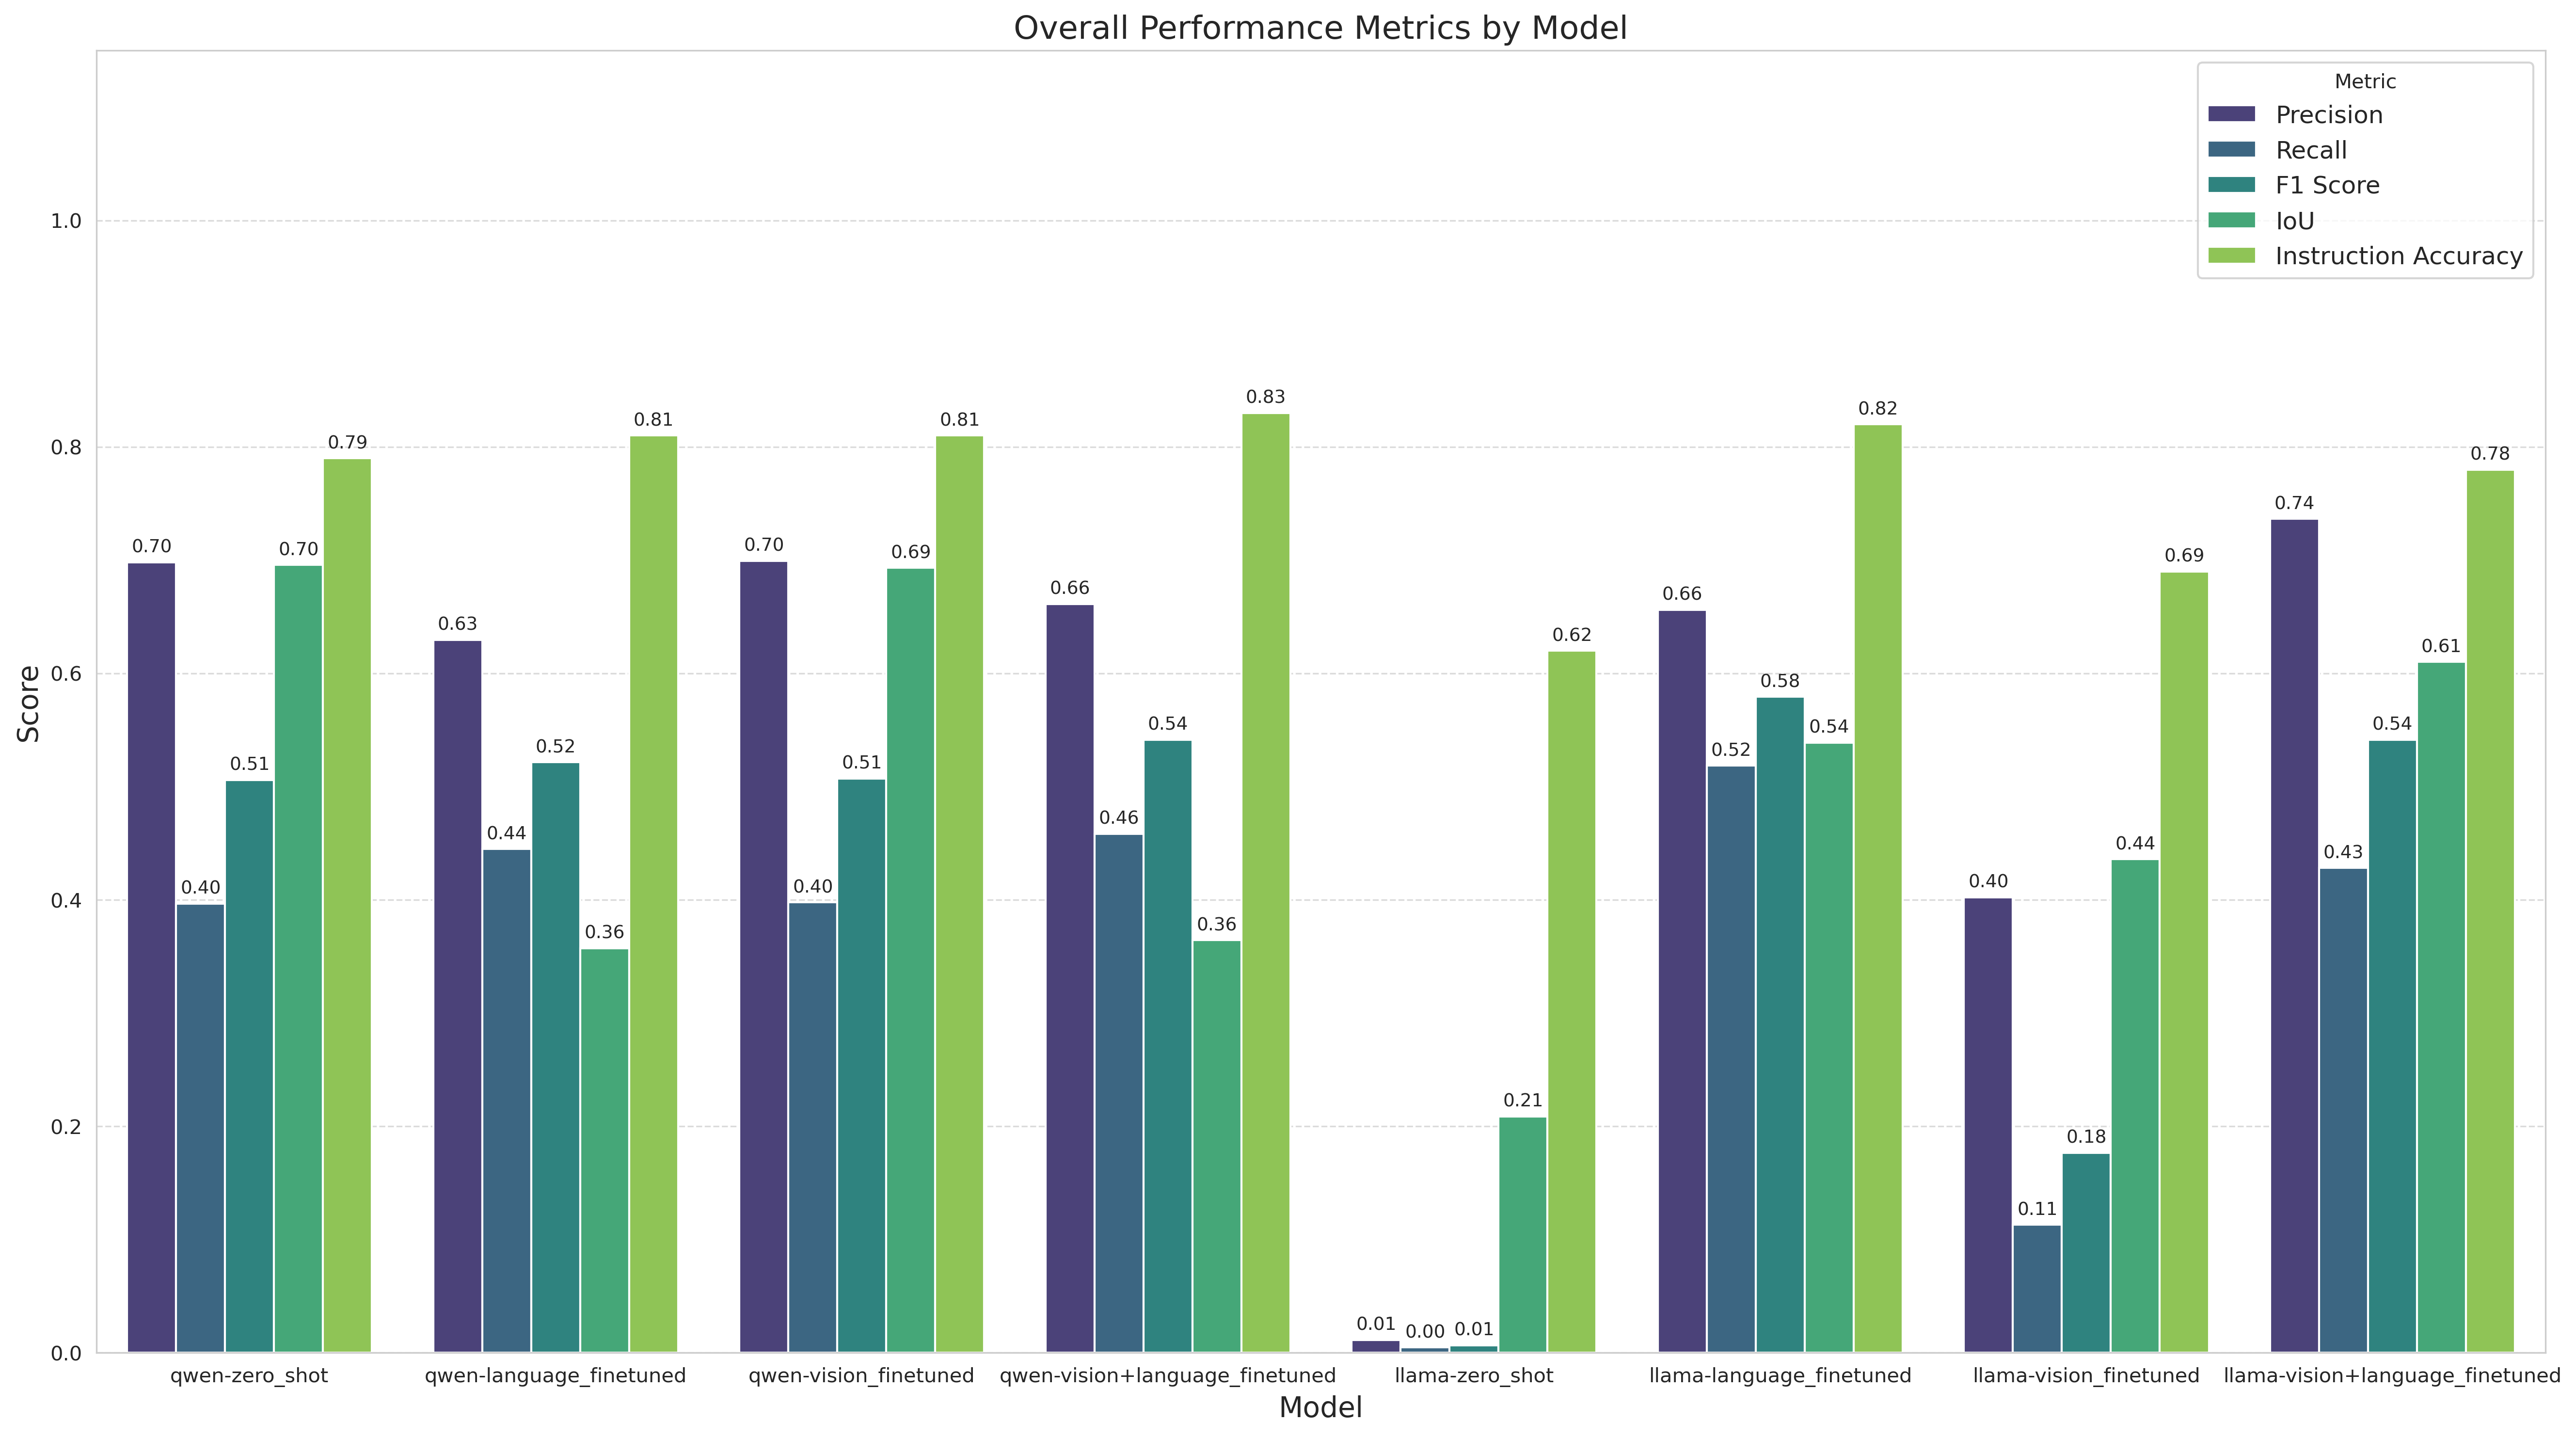 Overall Performance Metrics by Model
Metric
Precision
Recall
F1 Score
IoU
Instruction Accuracy
Score
1.0
0.8
0.6
0.4
0.2
0.0
0.70
0.40
0.51
0.70
0.79
0.63
0.44
0.52
0.36
0.81
0.70
0.40
0.51
0.69
0.81
0.66
0.46
0.54
0.36
0.83
0.01
0.00
0.01
0.21
0.62
0.66
0.52
0.58
0.54
0.82
0.40
0.11
0.18
0.44
0.69
0.74
0.43
0.54
0.61
0.78
qwen-zero_shot
qwen-language_finetuned
qwen-vision_finetuned
qwen-vision+language_finetuned
llama-zero_shot
llama-language_finetuned
llama-vision_finetuned
llama-vision+language_finetuned
Model